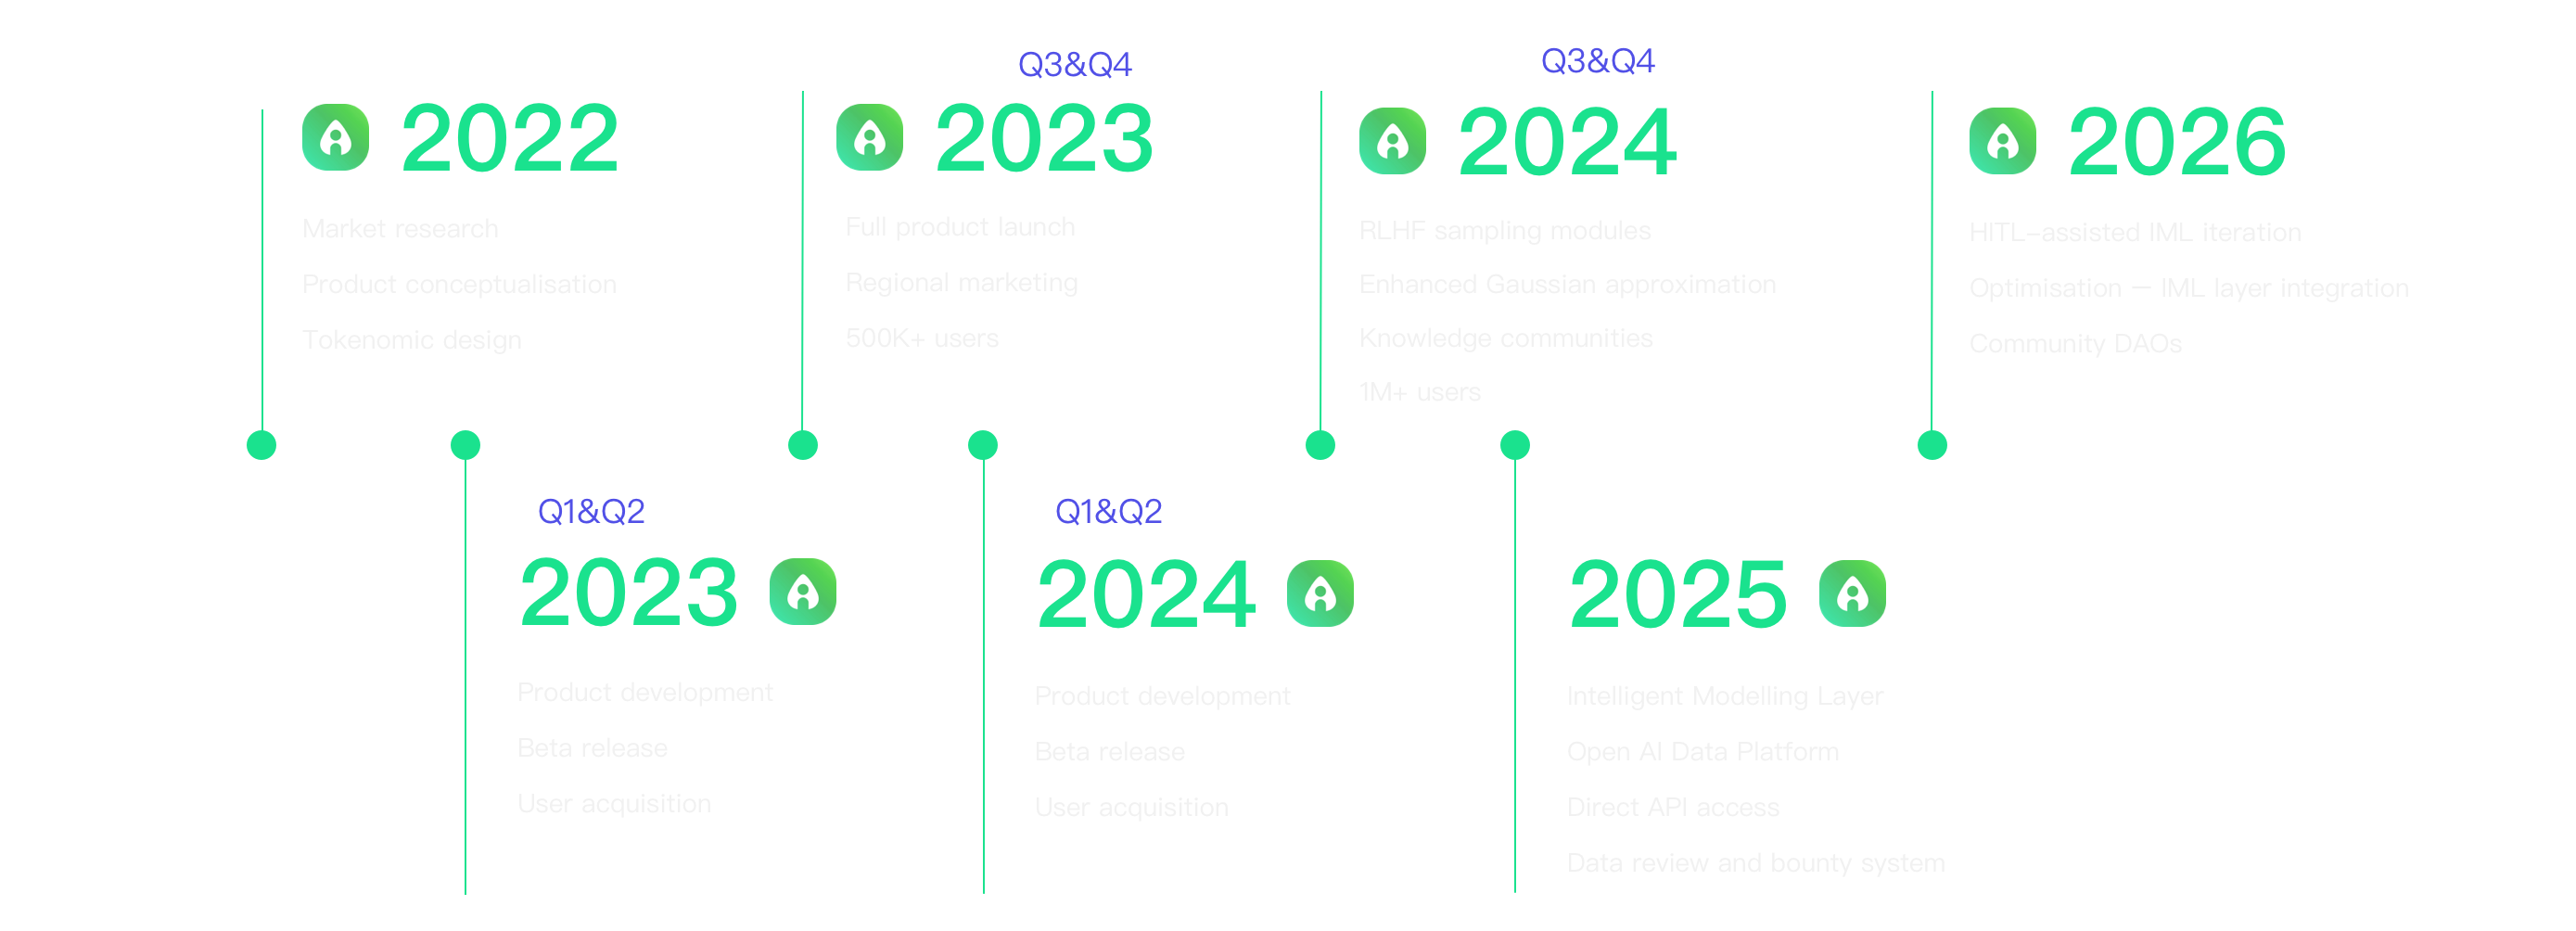 2022
Market research
Product conceptualisation
Tokenomic design
Q1&Q2
2023
Product development
Beta release
User acquisition
Q3&Q4
2023
Full product launch
Regional marketing
500K+ users
Q1&Q2
2024
Product development
Beta release
User acquisition
Q3&Q4
2024
RLHF sampling modules
Enhanced Gaussian approximation
Knowledge communities
1M+ users
2025
Intelligent Modelling Layer
Open AI Data Platform
Direct API access
Data review and bounty system
2026
HITL-assisted IML iteration
Optimisation — IML layer integration
Community DAOs